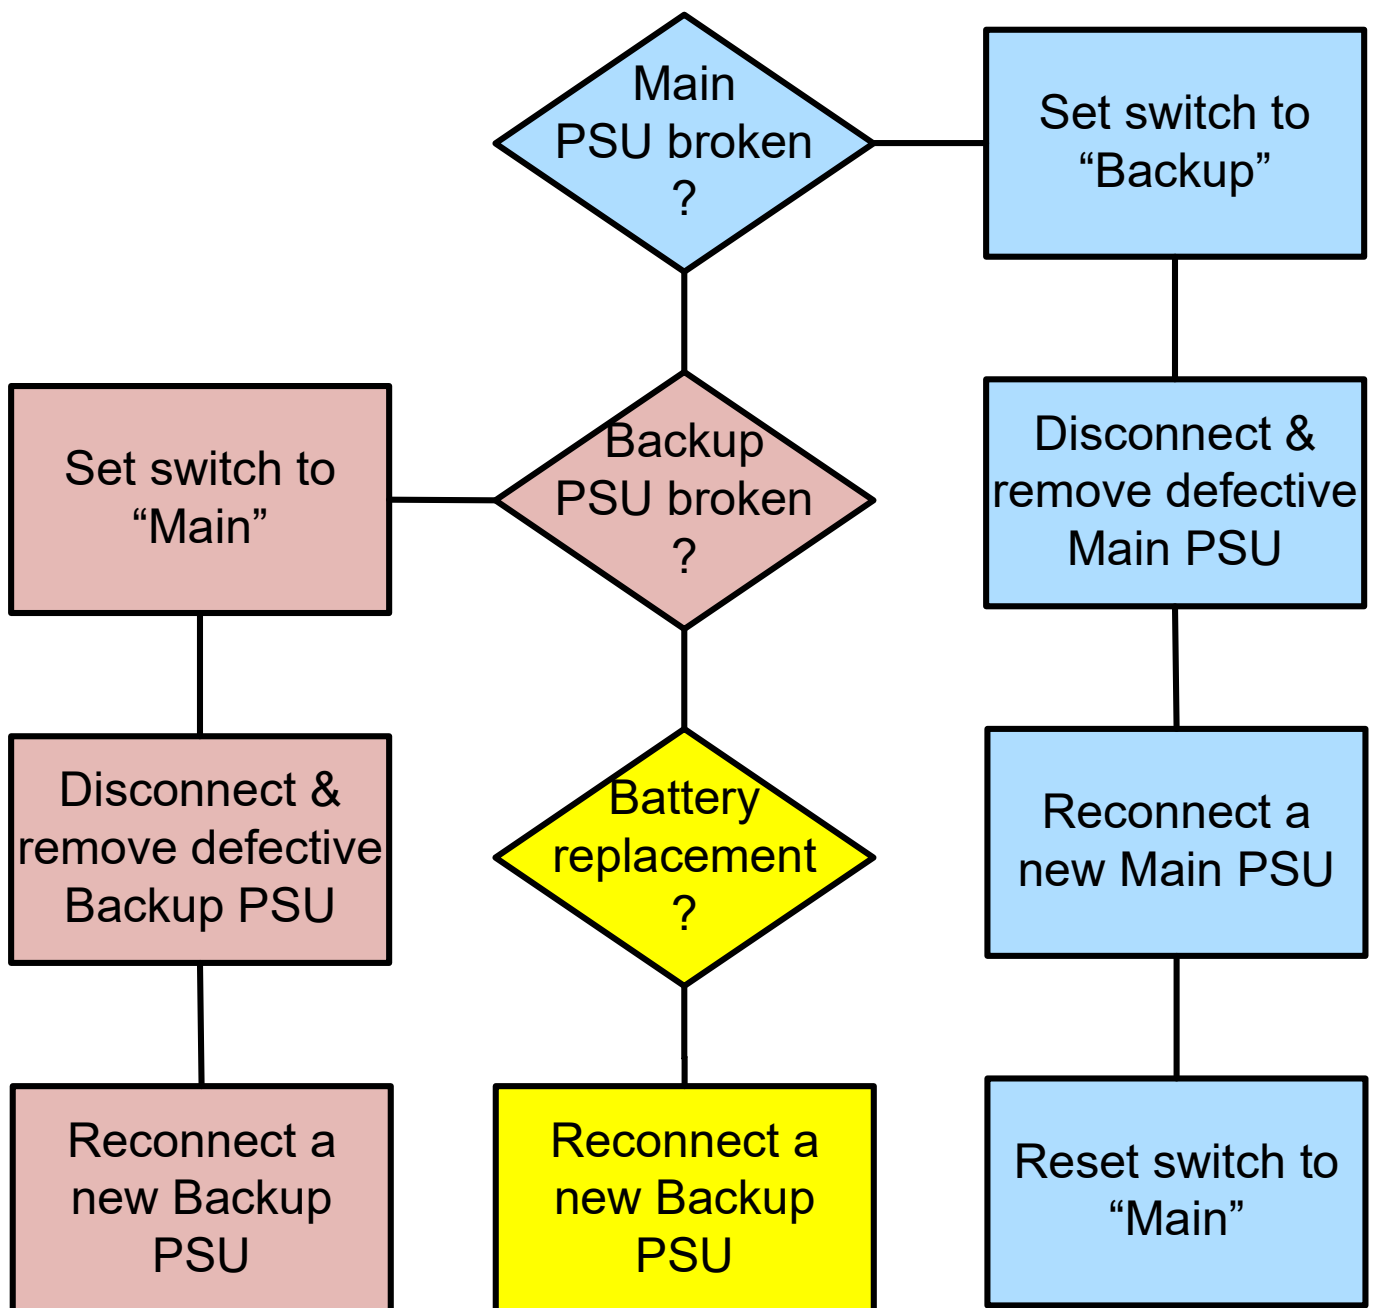 Main
PSU broken
?
Set switch to
“Backup”
Backup
PSU broken
?
Set switch to
“Main”
Disconnect &
remove defective
Main PSU
Battery
replacement
?
Disconnect &
remove defective
Backup PSU
Reconnect a
new Main PSU
Reconnect a
new Backup
PSU
Reconnect a
new Backup
PSU
Reset switch to
“Main”